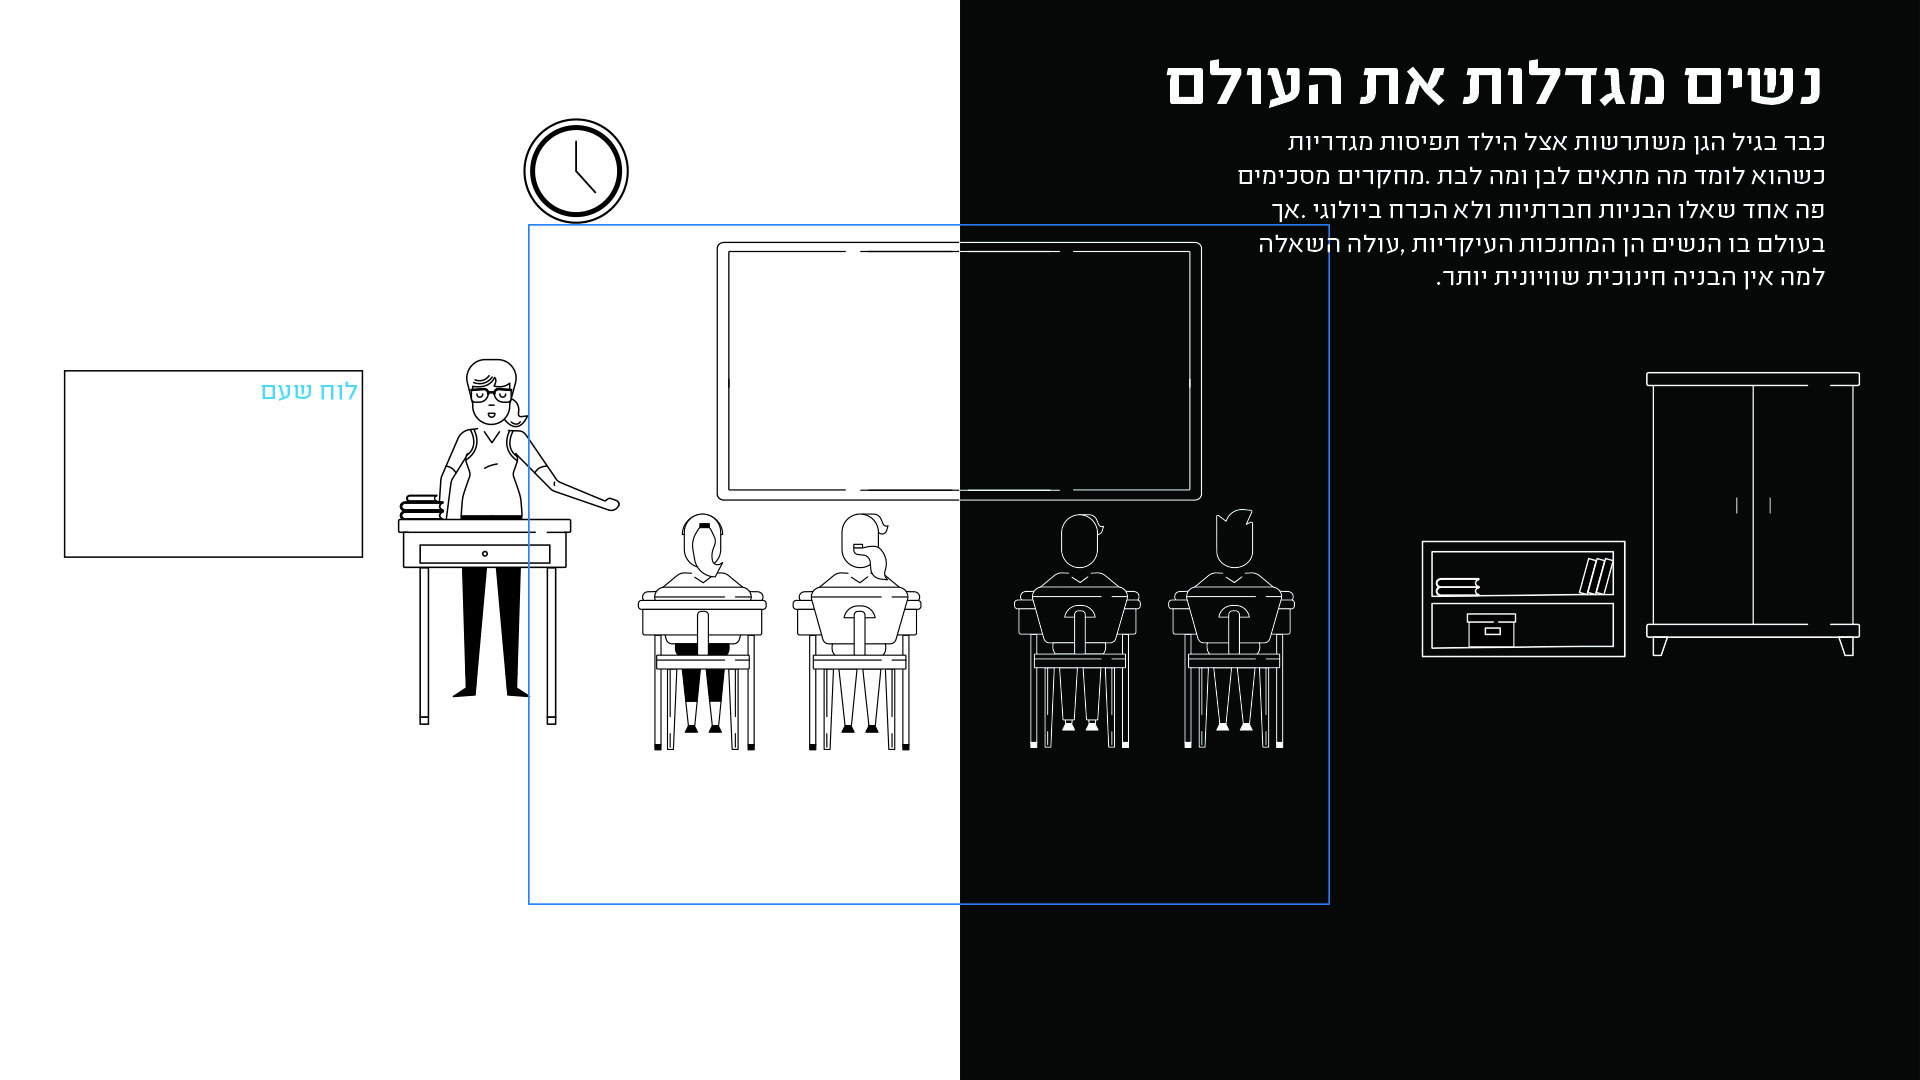 נשים מגדלות את העולם
כבר בגיל הגן משתרשות אצל הילד תפיסות מגדריות
כשהוא לומד מה מתאים לבן ומה לבת .מחקרים מסכימים
פה אחד שאלו הבניות חברתיות ולא הכרח ביולוגי .אך
בעולם בו הנשים הן המחנכות העיקריות ,עולה השאלה
למה אין הבניה חינוכית שוויונית יותר.
לוח שעם